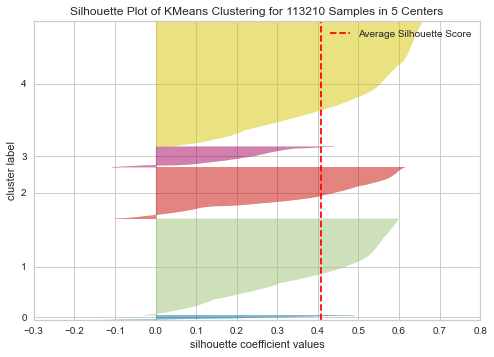 Silhouette Plot of KMeans Clustering for 113210 Samples in 5 Centers
Average Silhouette Score
cluster label
4
3
2
1
0
-0.3 -0.2 -0.1 0.0 0.1 0.2 0.3 0.4 0.5 0.6 0.7 0.8
silhouette coefficient values